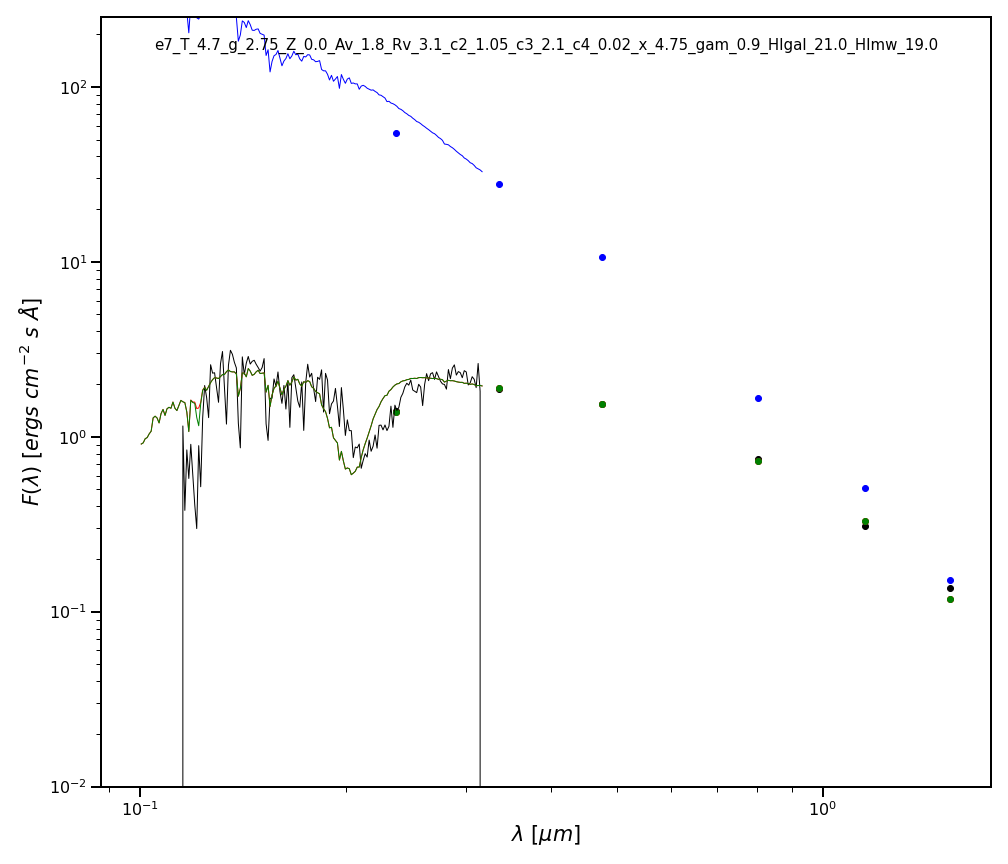 e7_T_4.7_g_2.75_Z_0.0_Av_1.8_Rv_3.1_c2_1.05_c3_2.1_c4_0.02_x_4.75_gam_0.9_HIgal_21.0_HImw_19.0
10²
10¹
10⁰
10⁻¹
10⁻²
F(λ) [ergs cm⁻² s Å]
10⁻¹ 10⁰
λ [μm]